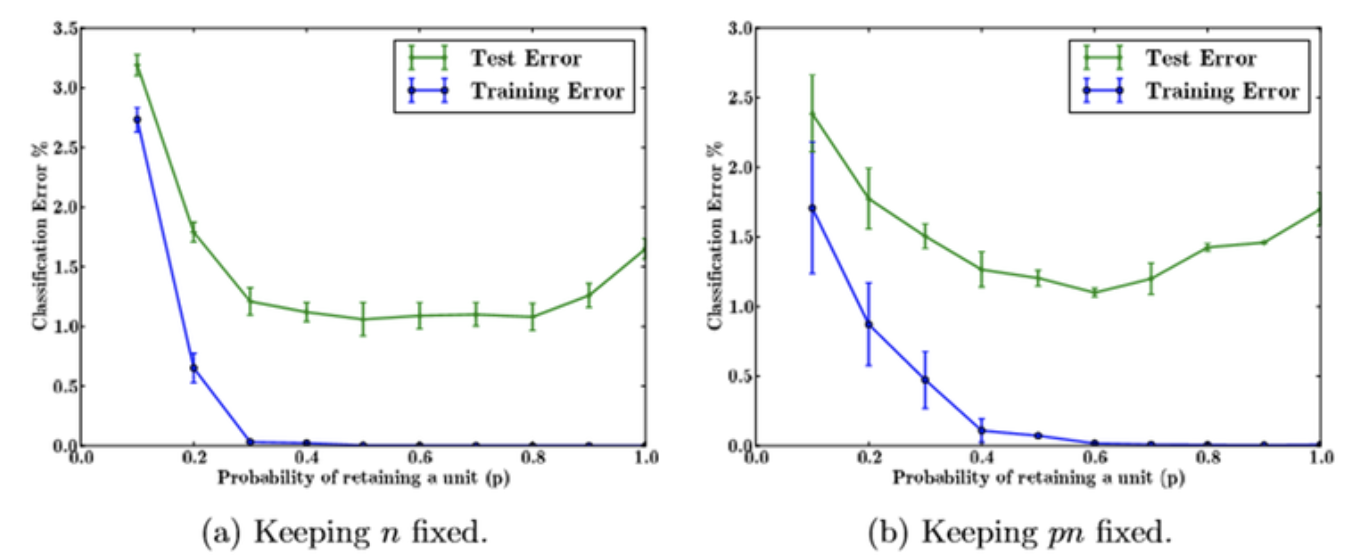 3.5
3.0
2.5
2.0
1.5
1.0
0.5
0.0
0.0 0.2 0.4 0.6 0.8 1.0
Classification Error %
Probability of retaining a unit (p)
Test Error
Training Error
(a) Keeping n fixed.
3.0
2.5
2.0
1.5
1.0
0.5
0.0
0.0 0.2 0.4 0.6 0.8 1.0
Classification Error %
Probability of retaining a unit (p)
Test Error
Training Error
(b) Keeping pn fixed.